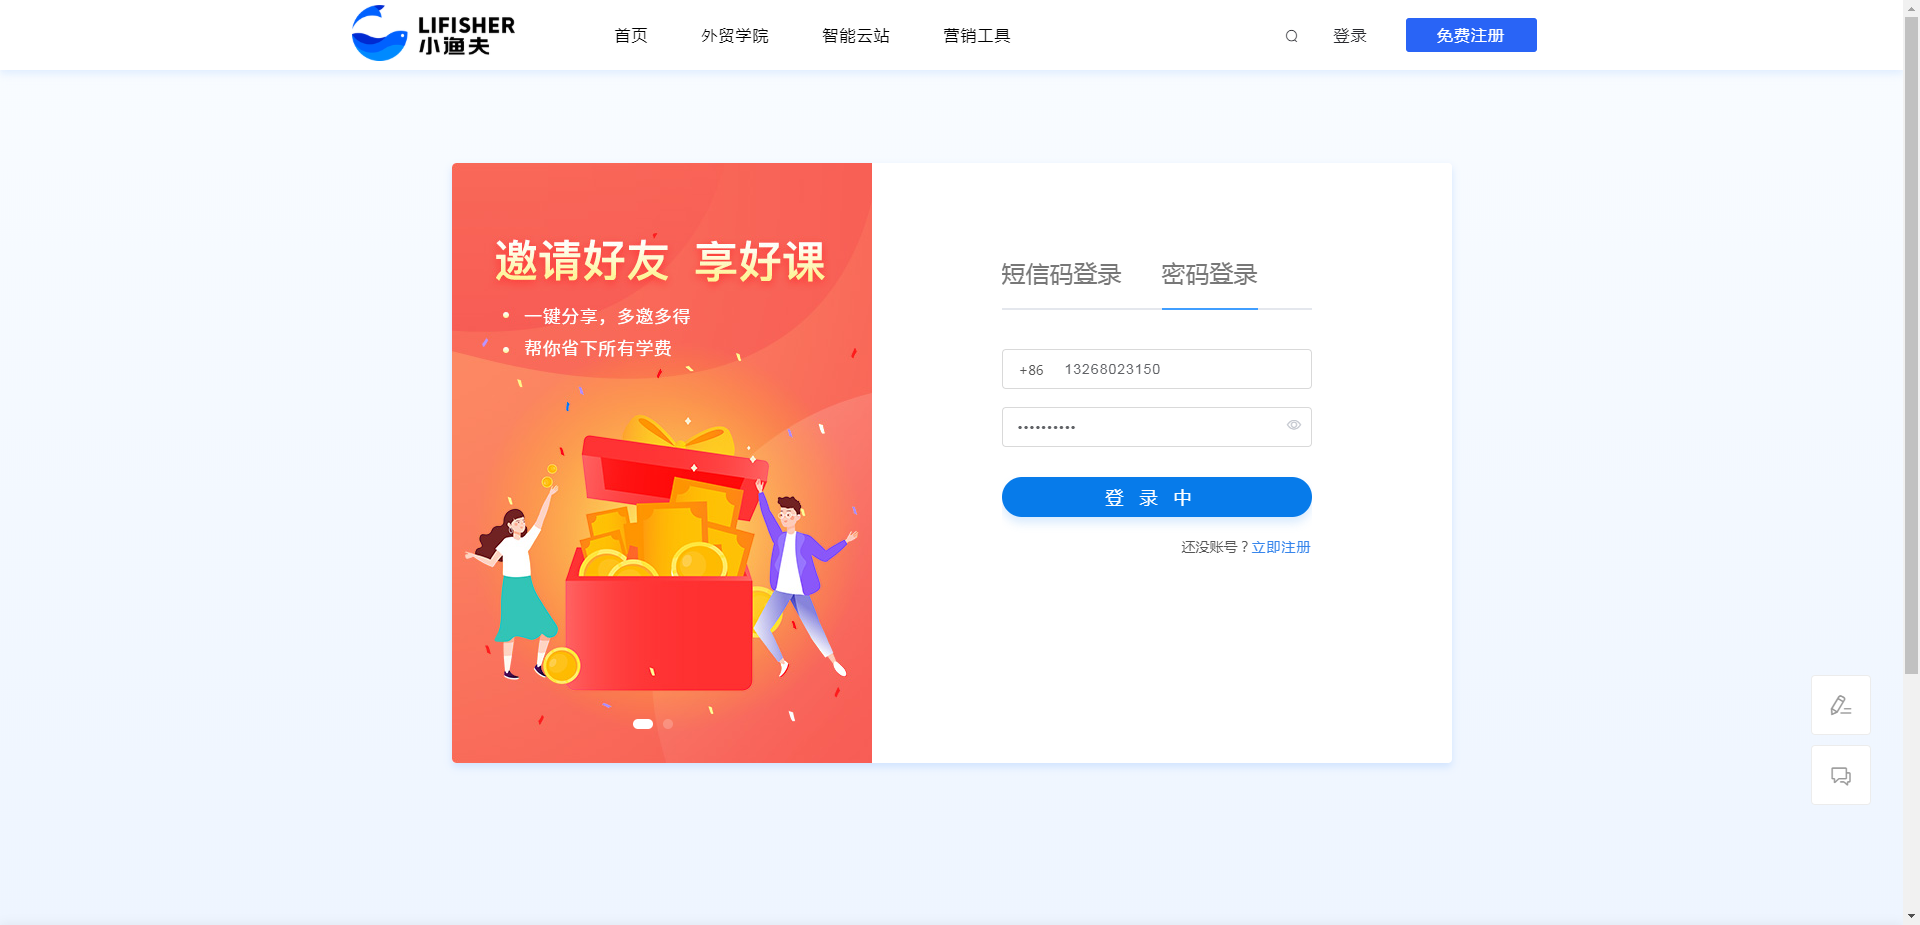 LIFISHER
小渔夫
首页 外贸学院 智能云站 营销工具 登录 免费注册
邀请好友 享好课
• 一键分享，多邀多得
• 帮你省下所有学费
短信码登录 密码登录
+86 13268023150
••••••••••
登 录 中
还没账号？立即注册